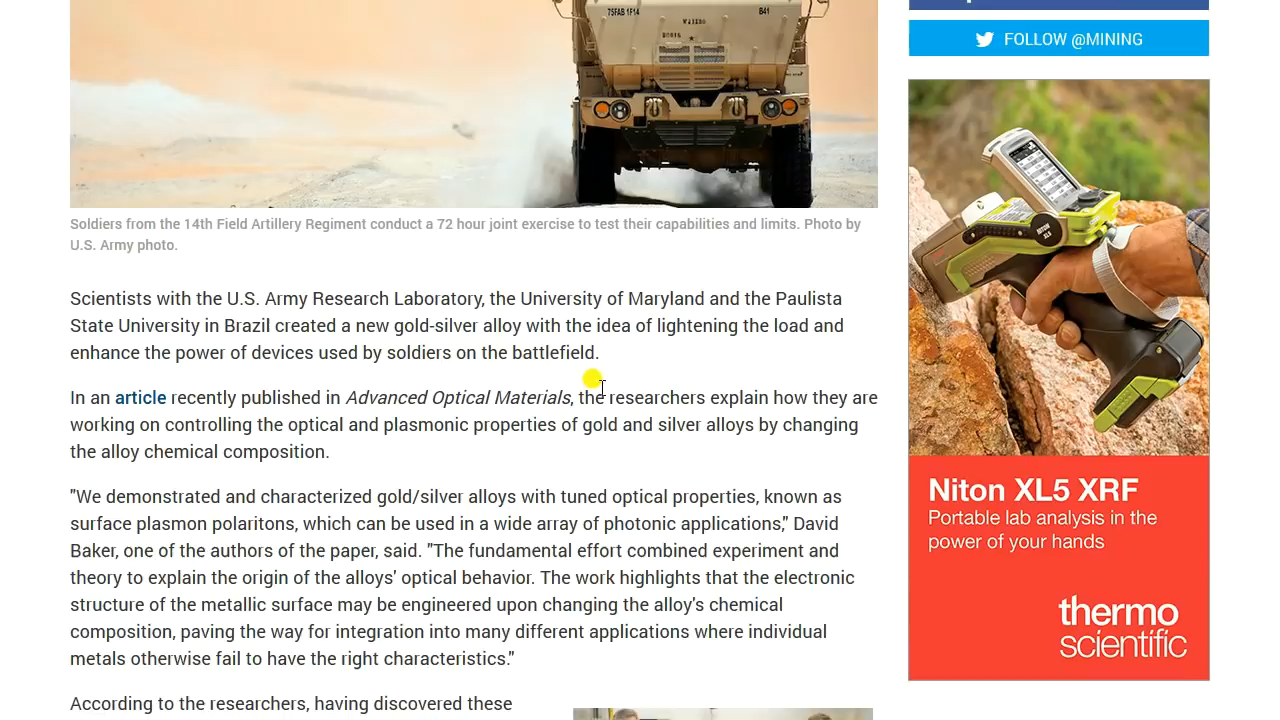 7SFAB 1F14
B41
FOLLOW @MINING
Soldiers from the 14th Field Artillery Regiment conduct a 72 hour joint exercise to test their capabilities and limits. Photo by
U.S. Army photo.
Scientists with the U.S. Army Research Laboratory, the University of Maryland and the Paulista
State University in Brazil created a new gold-silver alloy with the idea of lightening the load and
enhance the power of devices used by soldiers on the battlefield.
In an article recently published in Advanced Optical Materials, the researchers explain how they are
working on controlling the optical and plasmonic properties of gold and silver alloys by changing
the alloy chemical composition.
"We demonstrated and characterized gold/silver alloys with tuned optical properties, known as
surface plasmon polaritons, which can be used in a wide array of photonic applications," David
Baker, one of the authors of the paper, said. "The fundamental effort combined experiment and
theory to explain the origin of the alloys' optical behavior. The work highlights that the electronic
structure of the metallic surface may be engineered upon changing the alloy's chemical
composition, paving the way for integration into many different applications where individual
metals otherwise fail to have the right characteristics."
According to the researchers, having discovered these
NITON
XL5
Niton XL5 XRF
Portable lab analysis in the
power of your hands
thermo
scientific